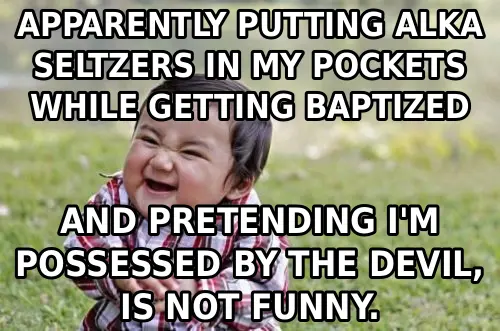 APPARENTLY PUTTING ALKA
SELTZERS IN MY POCKETS
WHILE GETTING BAPTIZED
AND PRETENDING I'M
POSSESSED BY THE DEVIL,
IS NOT FUNNY.